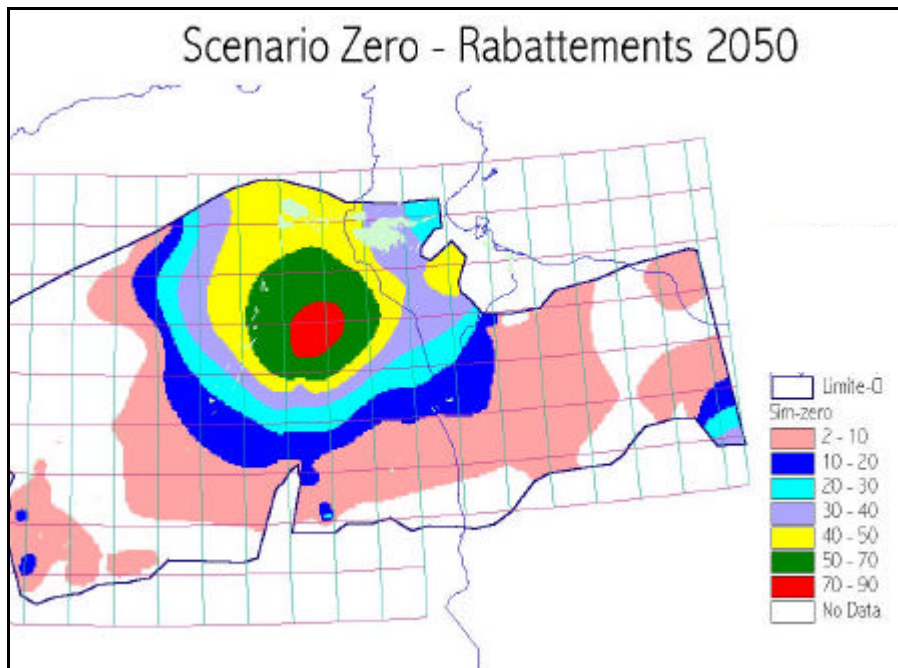 Scenario Zero - Rabattements 2050
Limite-
Sim-zero
2 - 10
10 - 20
20 - 30
30 - 40
40 - 50
50 - 70
70 - 90
No Data